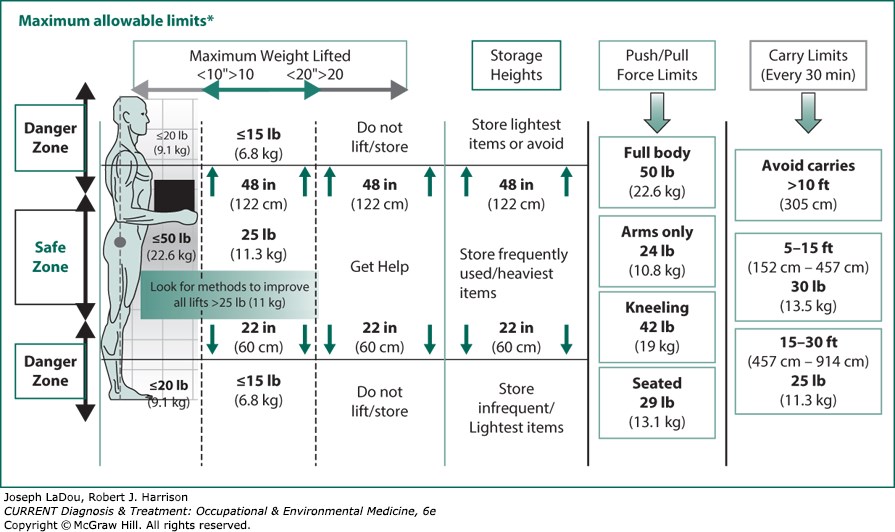 Maximum allowable limits*
Maximum Weight Lifted
<10">10 <20">20
Storage
Heights
Push/Pull
Force Limits
Carry Limits
(Every 30 min)
Danger
Zone
≤20 lb
(9.1 kg)
≤15 lb
(6.8 kg)
Do not
lift/store
Store lightest
items or avoid
48 in
(122 cm)
48 in
(122 cm)
48 in
(122 cm)
Safe
Zone
≤50 lb
(22.6 kg)
25 lb
(11.3 kg)
Get Help
Store frequently
used/heaviest
items
Look for methods to improve
all lifts >25 lb (11 kg)
22 in
(60 cm)
22 in
(60 cm)
22 in
(60 cm)
Danger
Zone
≤20 lb
(9.1 kg)
≤15 lb
(6.8 kg)
Do not
lift/store
Store
infrequent/
Lightest items
Full body
50 lb
(22.6 kg)
Arms only
24 lb
(10.8 kg)
Kneeling
42 lb
(19 kg)
Seated
29 lb
(13.1 kg)
Avoid carries
>10 ft
(305 cm)
5–15 ft
(152 cm – 457 cm)
30 lb
(13.5 kg)
15–30 ft
(457 cm – 914 cm)
25 lb
(11.3 kg)
Joseph LaDou, Robert J. Harrison
CURRENT Diagnosis & Treatment: Occupational & Environmental Medicine, 6e
Copyright © McGraw Hill. All rights reserved.